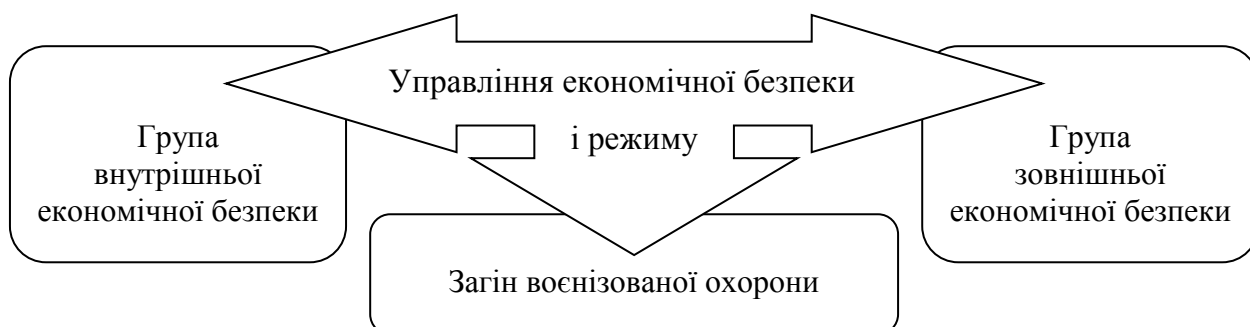 Управління економічної безпеки
і режиму
Група
внутрішньої
економічної безпеки
Група
зовнішньої
економічної безпеки
Загін воєнізованої охорони